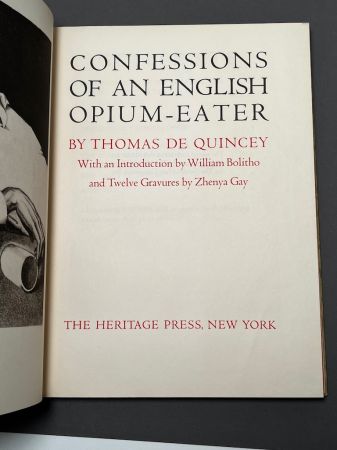 CONFESSIONS
OF AN ENGLISH
OPIUM-EATER
BY THOMAS DE QUINCEY
With an Introduction by William Bolitho
and Twelve Gravures by Zhenya Gay
THE HERITAGE PRESS, NEW YORK